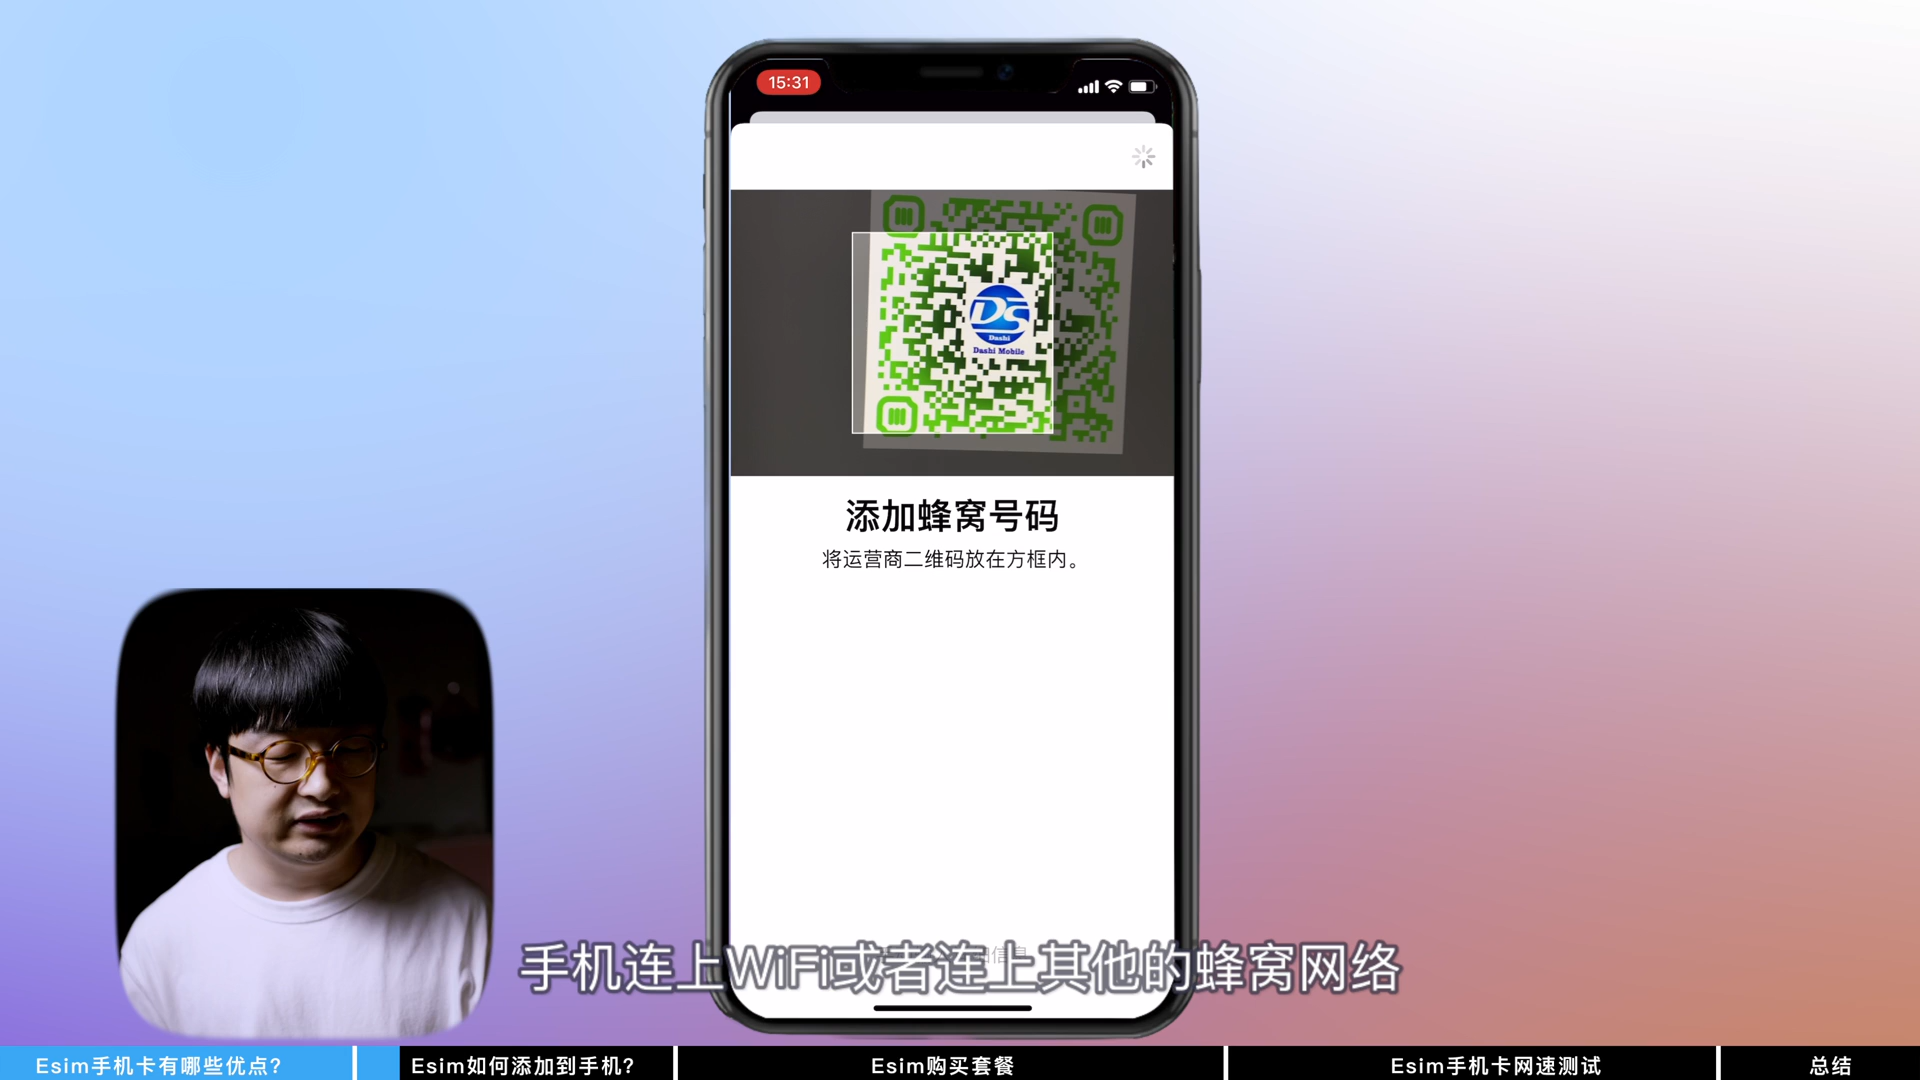 15:31
DS
Dashi
Dashi Mobile
添加蜂窝号码
将运营商二维码放在方框内。
手机连上WiFi或者连上其他的蜂窝网络
Esim手机卡有哪些优点?
Esim如何添加到手机?
Esim购买套餐
Esim手机卡网速测试
总结